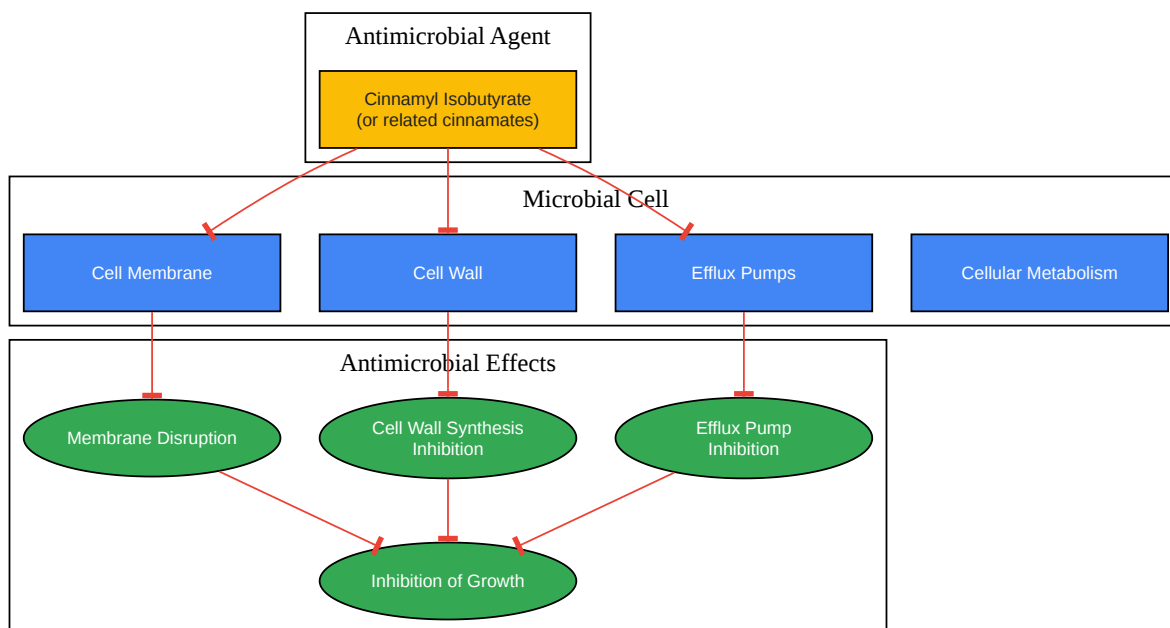 Antimicrobial Agent
Cinnamyl Isobutyrate
(or related cinnamates)
Microbial Cell
Cell Membrane
Cell Wall
Efflux Pumps
Cellular Metabolism
Antimicrobial Effects
Membrane Disruption
Cell Wall Synthesis
Inhibition
Efflux Pump
Inhibition
Inhibition of Growth